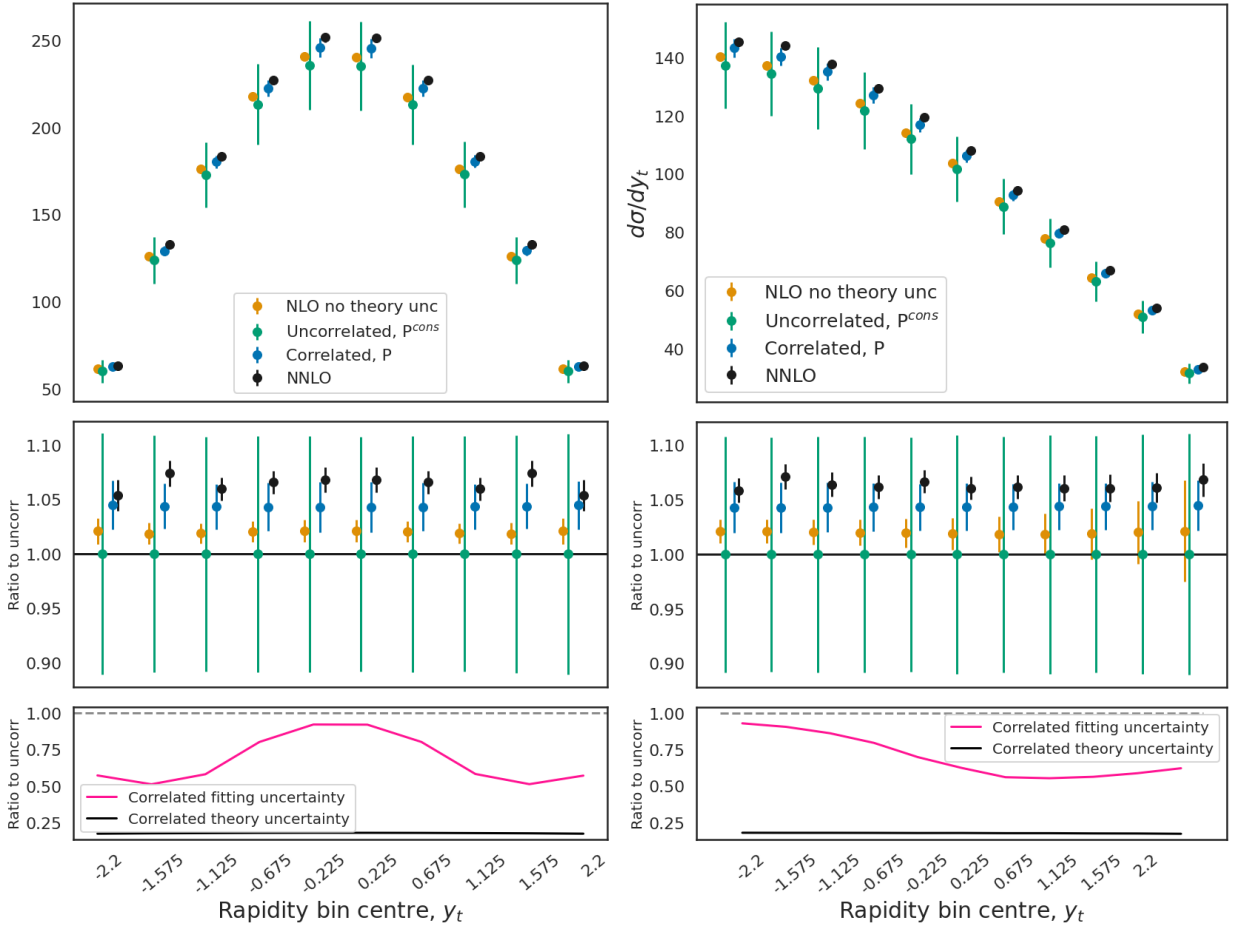 250
200
150
100
50
NLO no theory unc
Uncorrelated, P^cons
Correlated, P
NNLO
1.10
1.05
1.00
0.95
0.90
Ratio to uncorr
1.00
0.75
0.50
0.25
Ratio to uncorr
Correlated fitting uncertainty
Correlated theory uncertainty
-2.2
-1.575
-1.125
-0.675
-0.225
0.225
0.675
1.125
1.575
2.2
Rapidity bin centre, y_t
dσ/dy_t
140
120
100
80
60
40
NLO no theory unc
Uncorrelated, P^cons
Correlated, P
NNLO
1.10
1.05
1.00
0.95
0.90
Ratio to uncorr
1.00
0.75
0.50
0.25
Ratio to uncorr
Correlated fitting uncertainty
Correlated theory uncertainty
-2.2
-1.575
-1.125
-0.675
-0.225
0.225
0.675
1.125
1.575
2.2
Rapidity bin centre, y_t